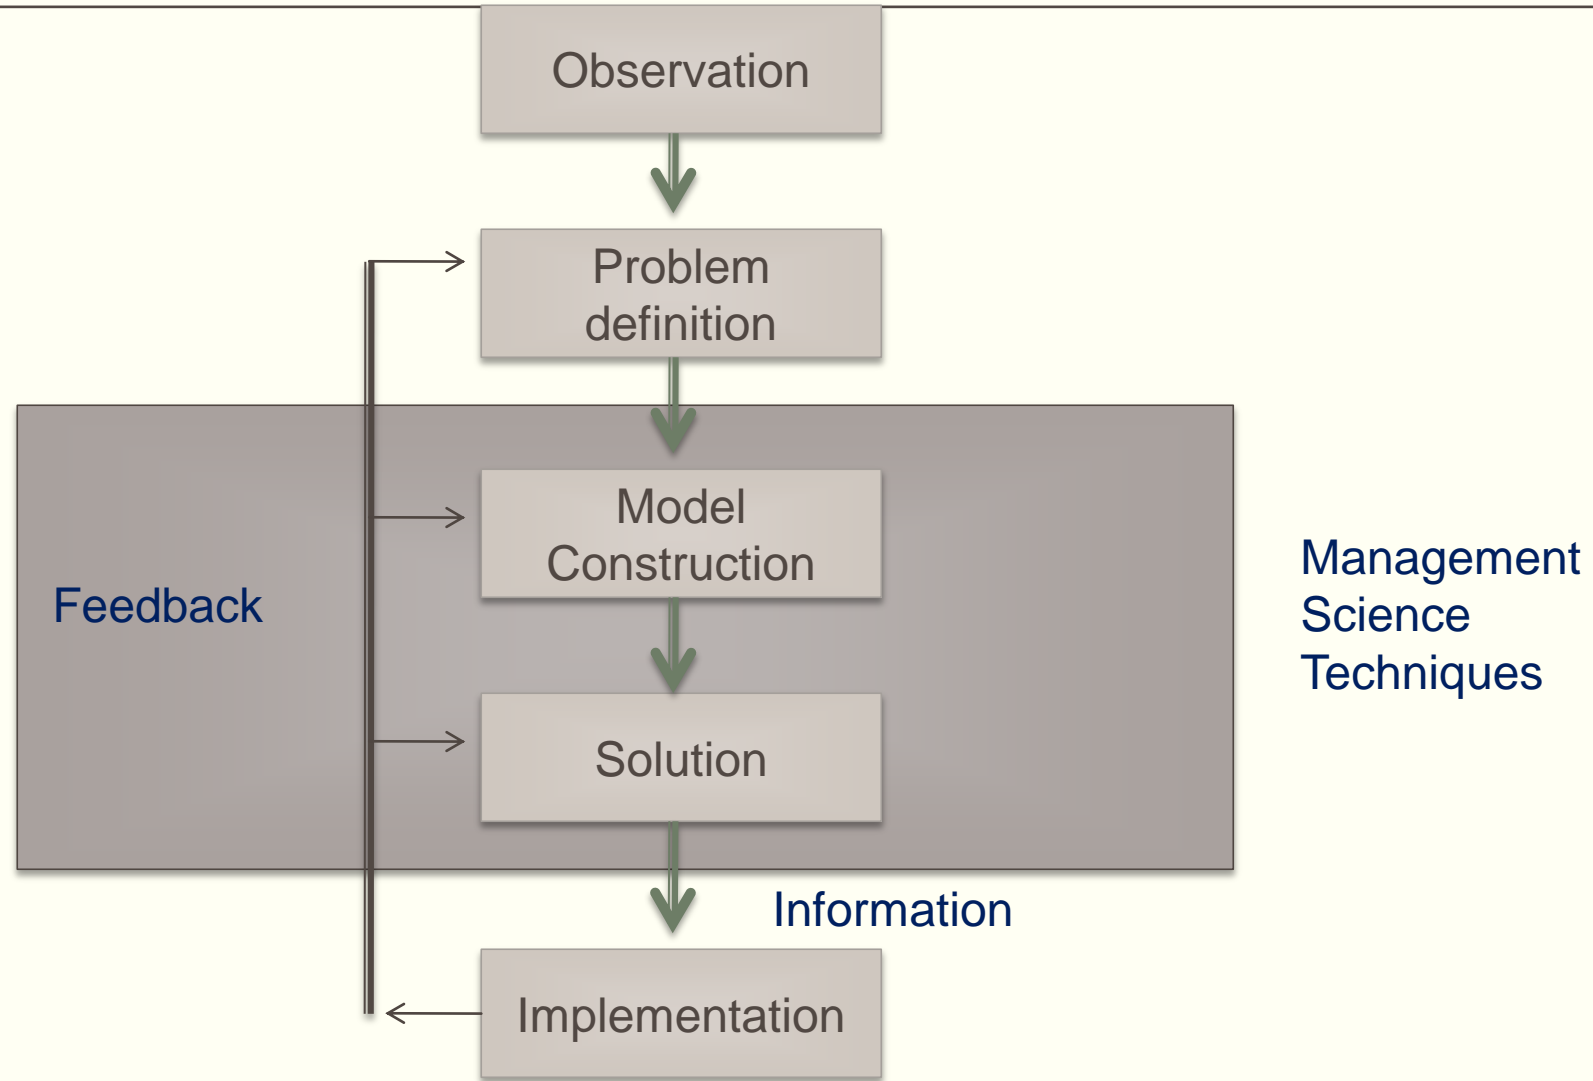 Observation
Problem
definition
Model
Construction
Feedback
Management
Science
Techniques
Solution
Information
Implementation